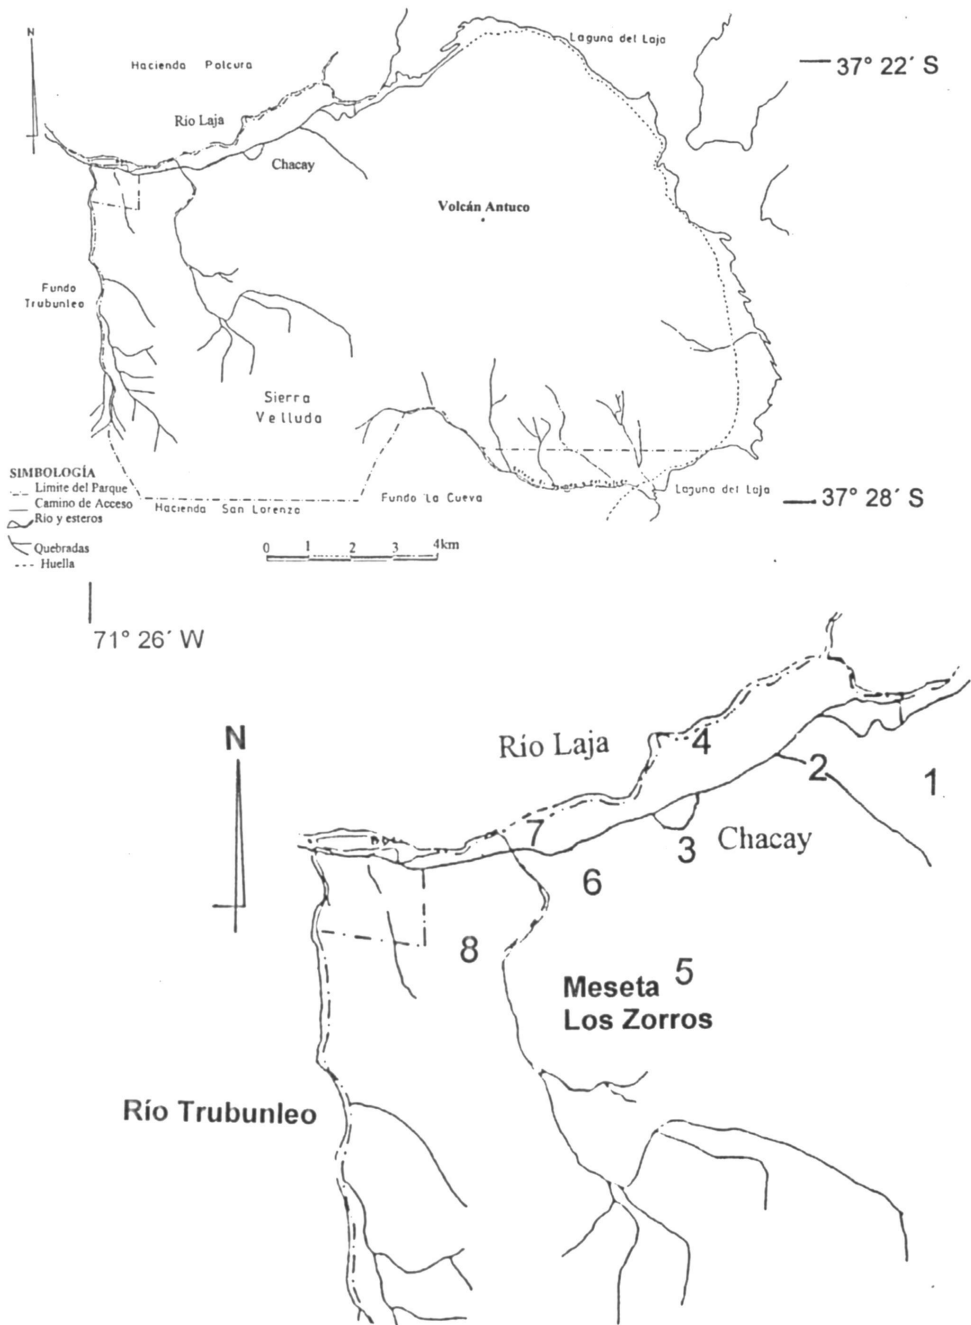 N
Laguna del Laja
Hacienda Polcura
37° 22´ S
Río Laja
Chacay
Volcán Antuco
Fundo
Trubunleo
Sierra
Velluda
SIMBOLOGÍA
Limite del Parque
Camino de Acceso
Río y esteros
Quebradas
Huella
Hacienda San Lorenzo
Fundo La Cueva
Laguna del Laja
37° 28´ S
0 1 2 3 4km
71° 26´ W
N
Río Laja
4
2
1
7
3
Chacay
6
8
5
Meseta
Los Zorros
Río Trubunleo